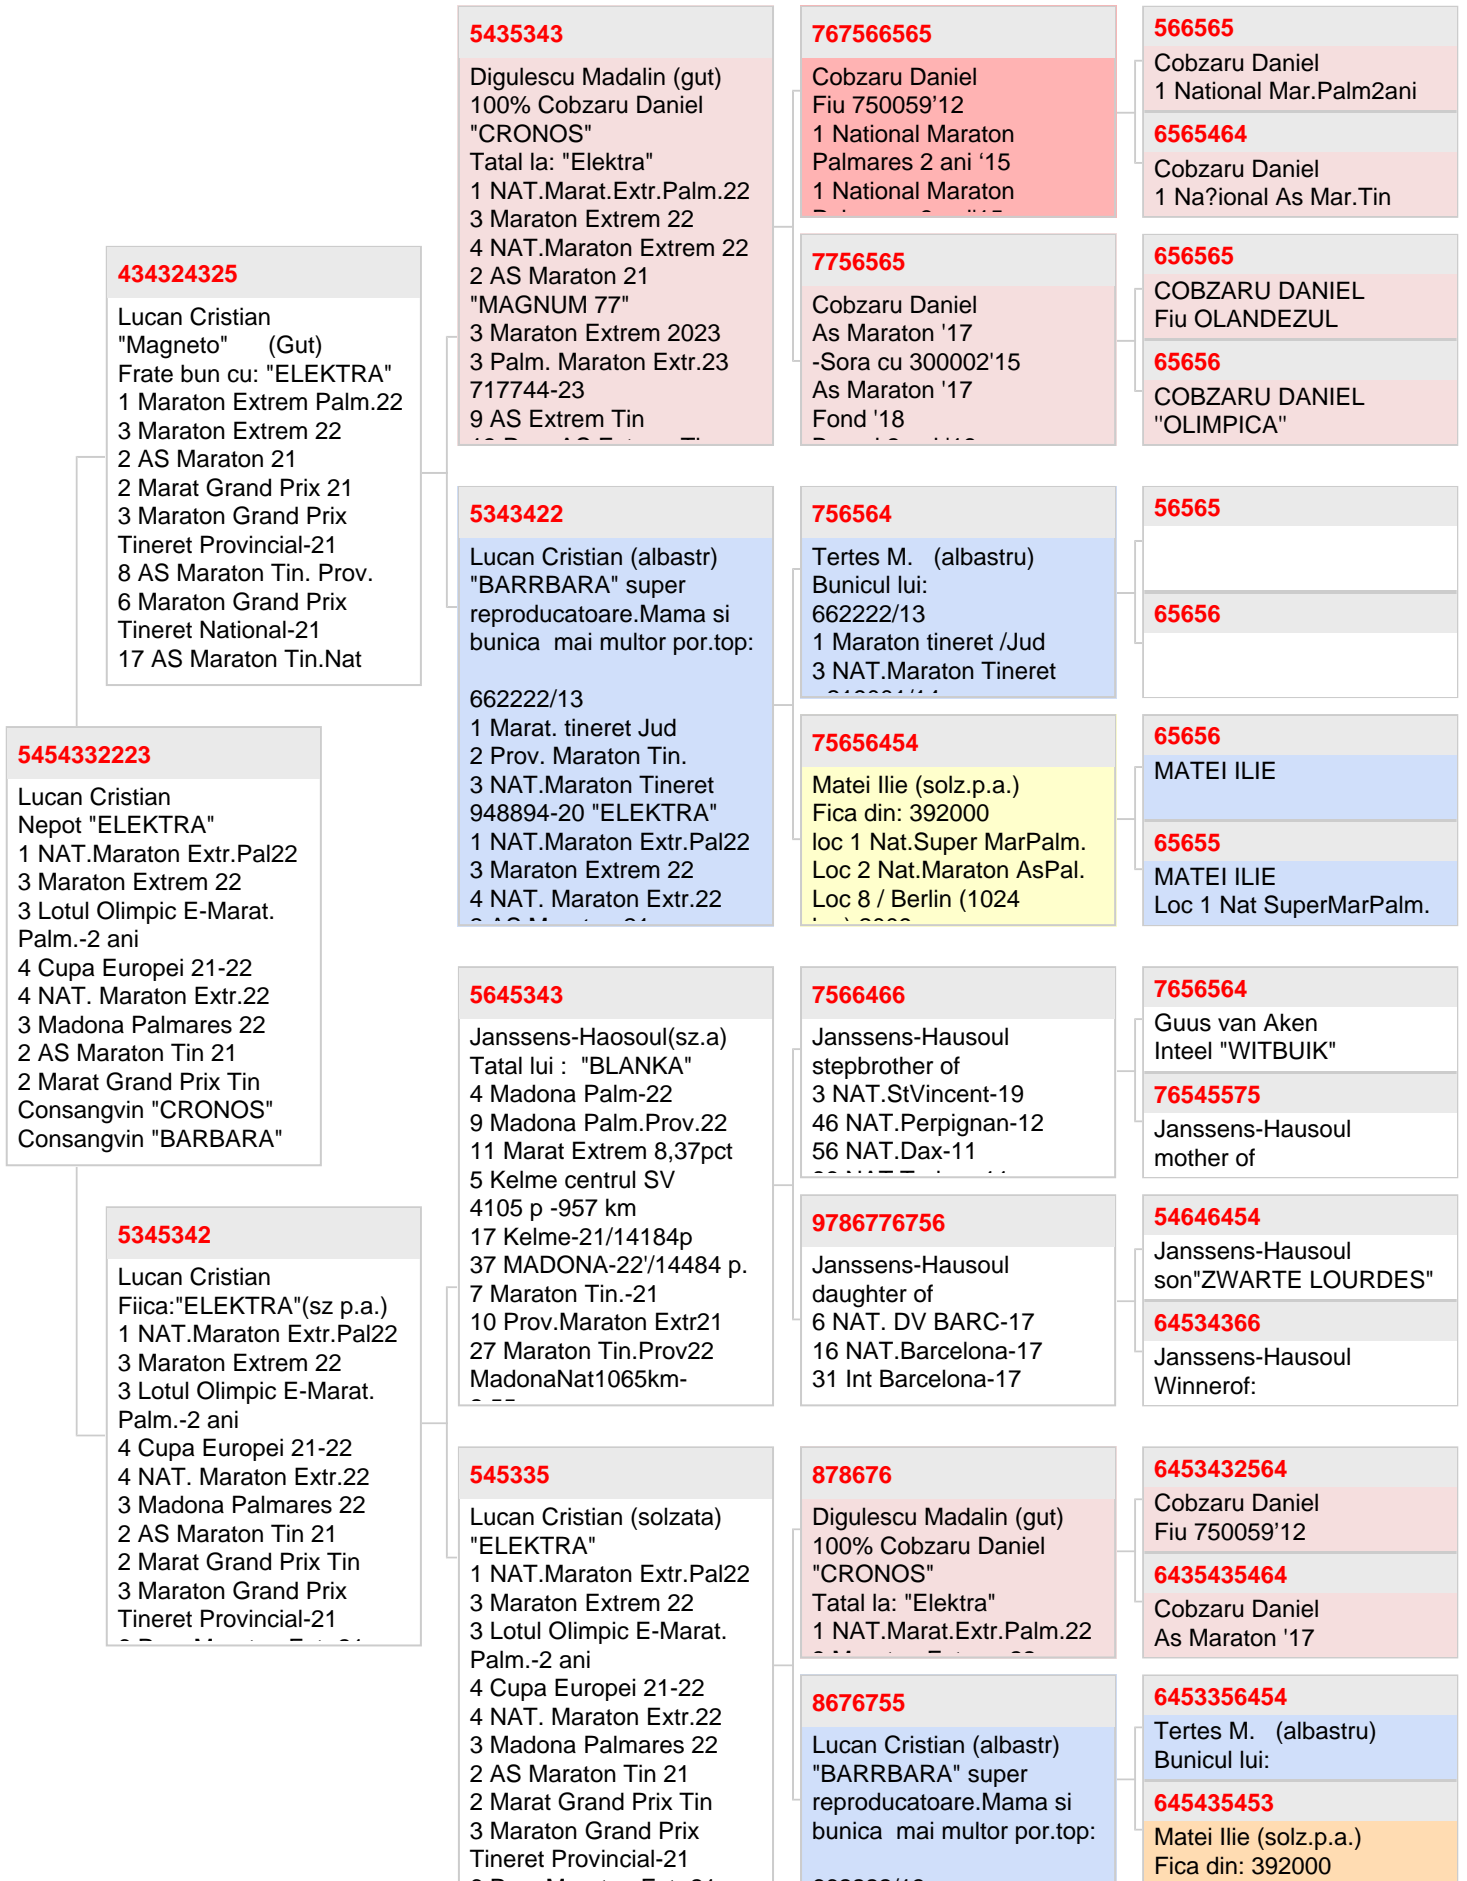 5454332223
Lucan Cristian
Nepot "ELEKTRA"
1 NAT.Maraton Extr.Pal22
3 Maraton Extrem 22
3 Lotul Olimpic E-Marat.
Palm.-2 ani
4 Cupa Europei 21-22
4 NAT. Maraton Extr.22
3 Madona Palmares 22
2 AS Maraton Tin 21
2 Marat Grand Prix Tin
Consangvin "CRONOS"
Consangvin "BARBARA"
434324325
Lucan Cristian
"Magneto" (Gut)
Frate bun cu: "ELEKTRA"
1 Maraton Extrem Palm.22
3 Maraton Extrem 22
2 AS Maraton 21
2 Marat Grand Prix 21
3 Maraton Grand Prix
Tineret Provincial-21
8 AS Maraton Tin. Prov.
6 Maraton Grand Prix
Tineret National-21
17 AS Maraton Tin.Nat
5345342
Lucan Cristian
Fiica:"ELEKTRA"(sz p.a.)
1 NAT.Maraton Extr.Pal22
3 Maraton Extrem 22
3 Lotul Olimpic E-Marat.
Palm.-2 ani
4 Cupa Europei 21-22
4 NAT. Maraton Extr.22
3 Madona Palmares 22
2 AS Maraton Tin 21
2 Marat Grand Prix Tin
3 Maraton Grand Prix
Tineret Provincial-21
5435343
Digulescu Madalin (gut)
100% Cobzaru Daniel
"CRONOS"
Tatal la: "Elektra"
1 NAT.Marat.Extr.Palm.22
3 Maraton Extrem 22
4 NAT.Maraton Extrem 22
2 AS Maraton 21
"MAGNUM 77"
3 Maraton Extrem 2023
3 Palm. Maraton Extr.23
717744-23
9 AS Extrem Tin
5343422
Lucan Cristian (albastr)
"BARRBARA" super
reproducatoare.Mama si
bunica mai multor por.top:
662222/13
1 Marat. tineret Jud
2 Prov. Maraton Tin.
3 NAT.Maraton Tineret
948894-20 "ELEKTRA"
1 NAT.Maraton Extr.Pal22
3 Maraton Extrem 22
4 NAT. Maraton Extr.22
5645343
Janssens-Haosoul(sz.a)
Tatal lui : "BLANKA"
4 Madona Palm-22
9 Madona Palm.Prov.22
11 Marat Extrem 8,37pct
5 Kelme centrul SV
4105 p -957 km
17 Kelme-21/14184p
37 MADONA-22'/14484 p.
7 Maraton Tin.-21
10 Prov.Maraton Extr21
27 Maraton Tin.Prov22
MadonaNat1065km-
545335
Lucan Cristian (solzata)
"ELEKTRA"
1 NAT.Maraton Extr.Pal22
3 Maraton Extrem 22
3 Lotul Olimpic E-Marat.
Palm.-2 ani
4 Cupa Europei 21-22
4 NAT. Maraton Extr.22
3 Madona Palmares 22
2 AS Maraton Tin 21
2 Marat Grand Prix Tin
3 Maraton Grand Prix
Tineret Provincial-21
767566565
Cobzaru Daniel
Fiu 750059’12
1 National Maraton
Palmares 2 ani ‘15
1 National Maraton
7756565
Cobzaru Daniel
As Maraton '17
-Sora cu 300002'15
As Maraton '17
Fond '18
756564
Tertes M. (albastru)
Bunicul lui:
662222/13
1 Maraton tineret /Jud
3 NAT.Maraton Tineret
75656454
Matei Ilie (solz.p.a.)
Fica din: 392000
loc 1 Nat.Super MarPalm.
Loc 2 Nat.Maraton AsPal.
Loc 8 / Berlin (1024
7566466
Janssens-Hausoul
stepbrother of
3 NAT.StVincent-19
46 NAT.Perpignan-12
56 NAT.Dax-11
9786776756
Janssens-Hausoul
daughter of
6 NAT. DV BARC-17
16 NAT.Barcelona-17
31 Int Barcelona-17
878676
Digulescu Madalin (gut)
100% Cobzaru Daniel
"CRONOS"
Tatal la: "Elektra"
1 NAT.Marat.Extr.Palm.22
8676755
Lucan Cristian (albastr)
"BARRBARA" super
reproducatoare.Mama si
bunica mai multor por.top:
566565
Cobzaru Daniel
1 National Mar.Palm2ani
6565464
Cobzaru Daniel
1 Na?ional As Mar.Tin
656565
COBZARU DANIEL
Fiu OLANDEZUL
65656
COBZARU DANIEL
"OLIMPICA"
56565
65656
65656
MATEI ILIE
65655
MATEI ILIE
Loc 1 Nat SuperMarPalm.
7656564
Guus van Aken
Inteel "WITBUIK"
76545575
Janssens-Hausoul
mother of
54646454
Janssens-Hausoul
son"ZWARTE LOURDES"
64534366
Janssens-Hausoul
Winnerof:
6453432564
Cobzaru Daniel
Fiu 750059’12
6435435464
Cobzaru Daniel
As Maraton '17
6453356454
Tertes M. (albastru)
Bunicul lui:
645435453
Matei Ilie (solz.p.a.)
Fica din: 392000